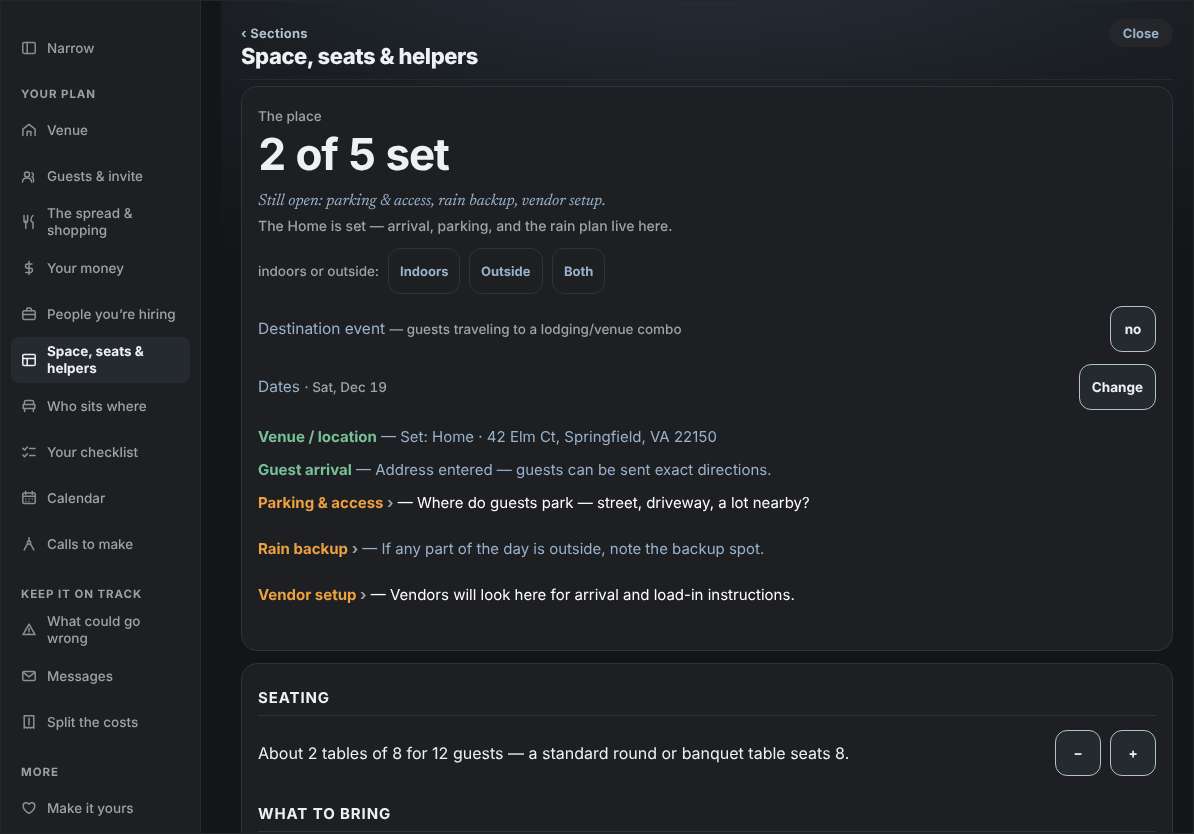 Narrow
YOUR PLAN
Venue
Guests & invite
The spread &
shopping
Your money
People you're hiring
Space, seats &
helpers
Who sits where
Your checklist
Calendar
Calls to make
KEEP IT ON TRACK
What could go
wrong
Messages
Split the costs
MORE
Make it yours
‹ Sections
Close
Space, seats & helpers
The place
2 of 5 set
Still open: parking & access, rain backup, vendor setup.
The Home is set — arrival, parking, and the rain plan live here.
indoors or outside: Indoors Outside Both
Destination event — guests traveling to a lodging/venue combo no
Dates · Sat, Dec 19 Change
Venue / location — Set: Home · 42 Elm Ct, Springfield, VA 22150
Guest arrival — Address entered — guests can be sent exact directions.
Parking & access › — Where do guests park — street, driveway, a lot nearby?
Rain backup › — If any part of the day is outside, note the backup spot.
Vendor setup › — Vendors will look here for arrival and load-in instructions.
SEATING
About 2 tables of 8 for 12 guests — a standard round or banquet table seats 8. − +
WHAT TO BRING